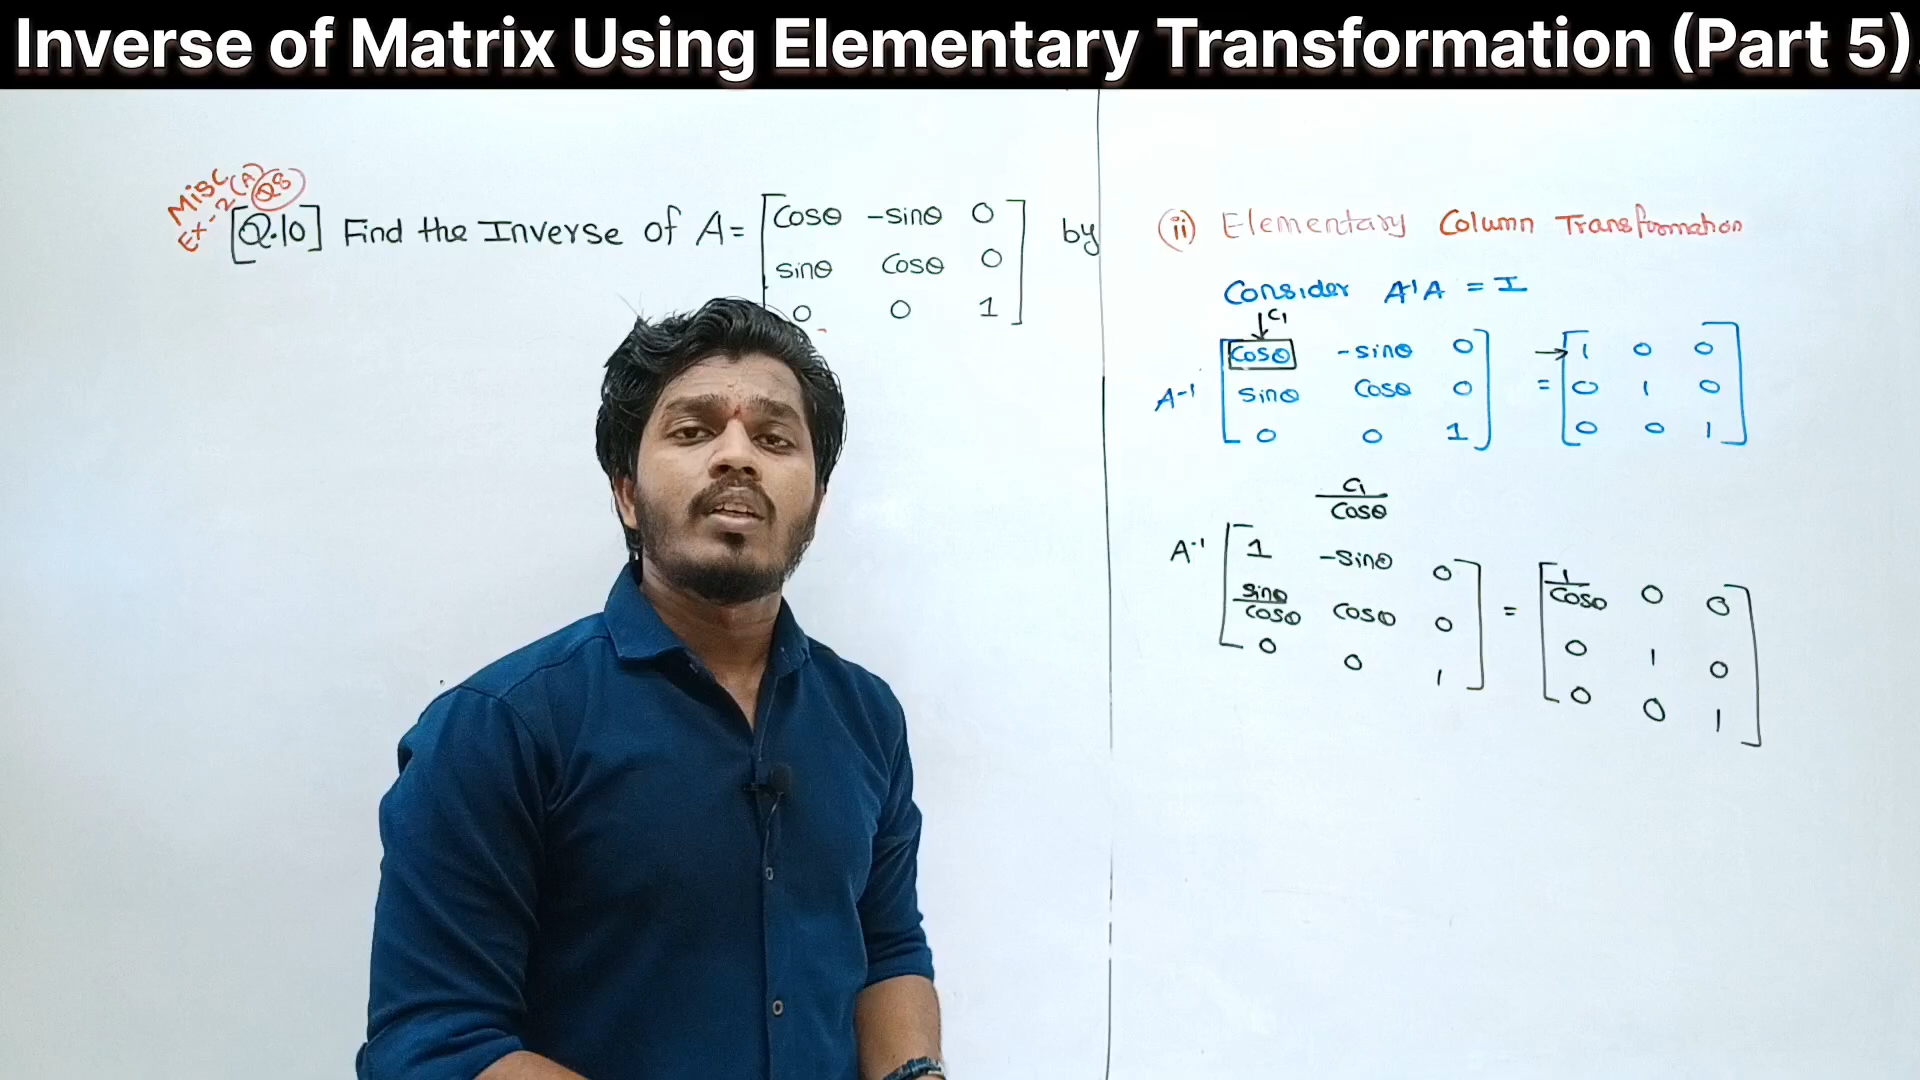 Inverse of Matrix Using Elementary Transformation (Part 5).
Misc
Ex-2(A) Q8
[Q.10] Find the Inverse of A= [cosθ -sinθ 0
sinθ cosθ 0
0 0 1] by
(ii) Elementary Column Transformation
Consider A⁻¹A = I
↓C₁
[cosθ -sinθ 0] → [1 0 0
A⁻¹ sinθ cosθ 0 = 0 1 0
0 0 1] 0 0 1]
C₁
cosθ
A⁻¹ [1 -sinθ 0 [1/cosθ 0 0
sinθ/cosθ cosθ 0 = 0 1 0
0 0 1] 0 0 1]